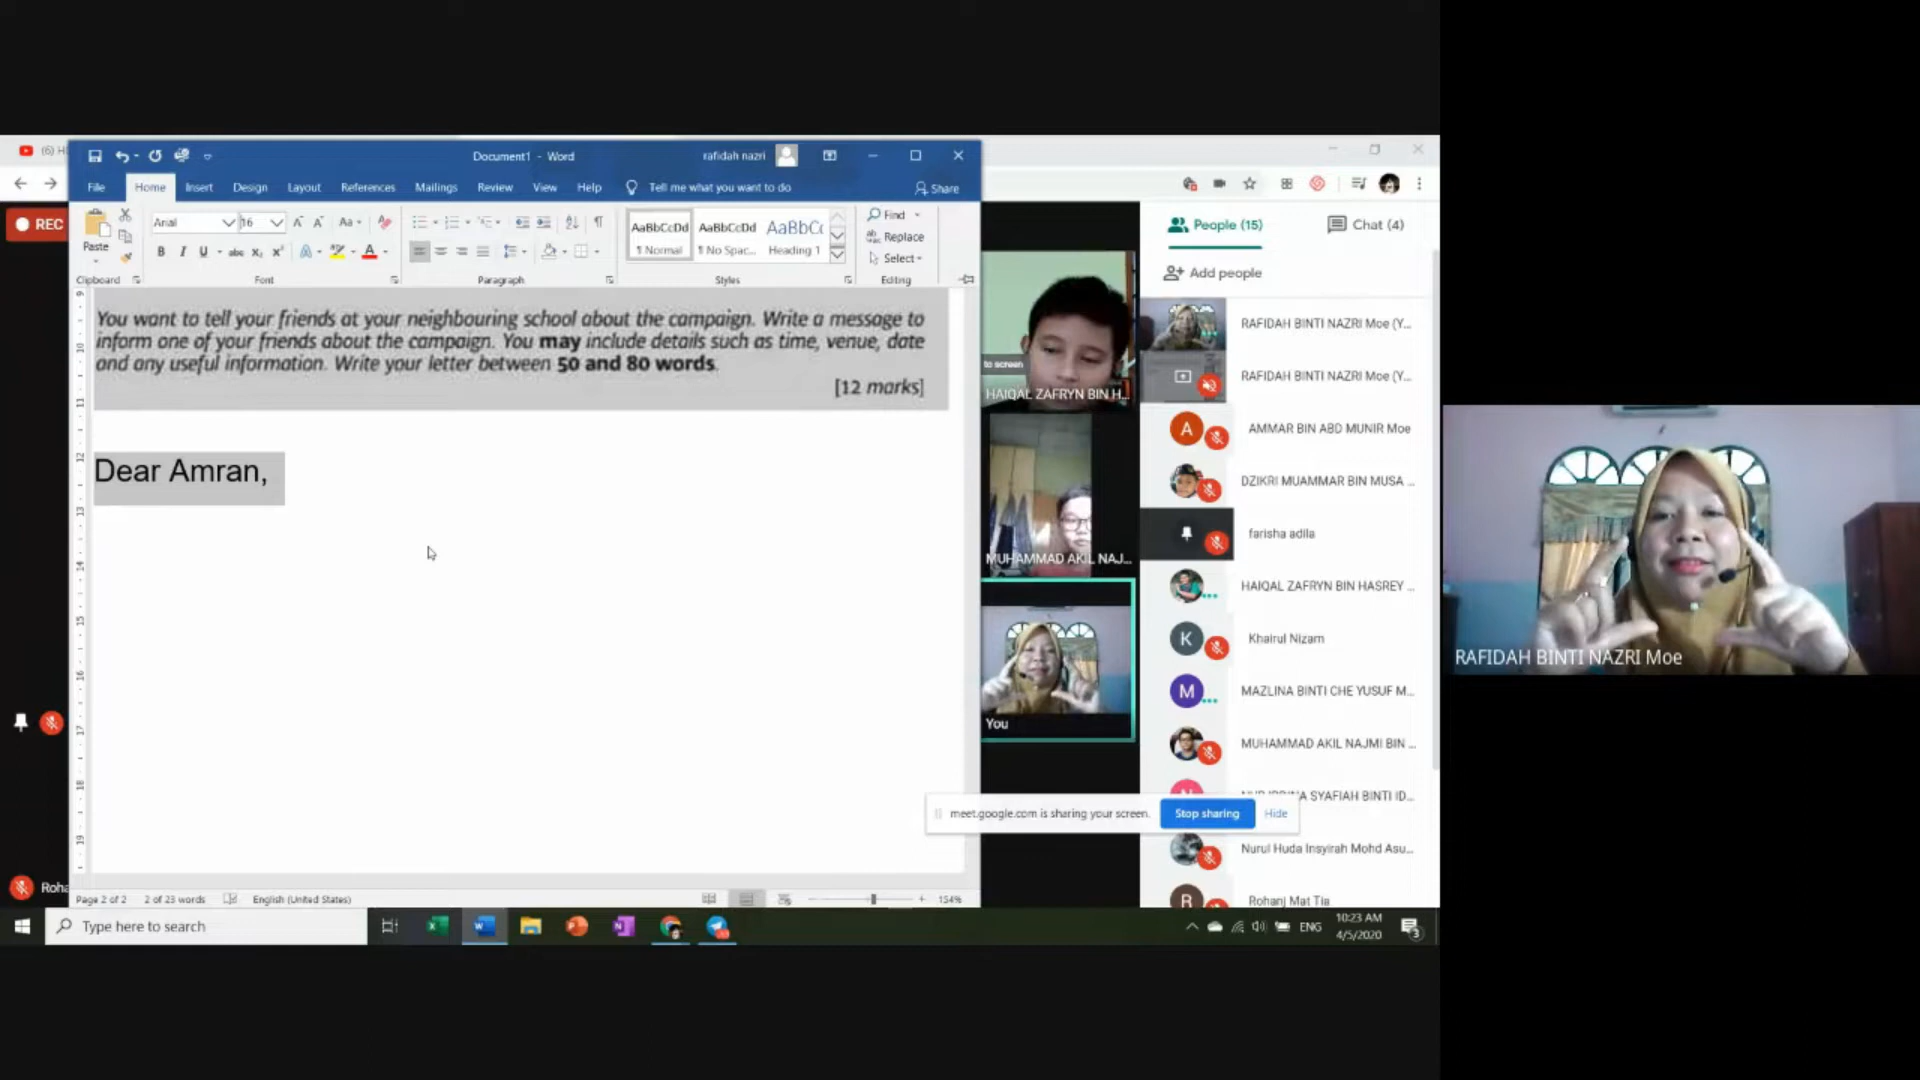 Document1 - Word
rafidah nazri
File
Home
Insert
Design
Layout
References
Mailings
Review
View
Help
Tell me what you want to do
Share
REC
Paste
Arial
16
Find
Replace
Select
AaBbCcDd
¶ Normal
AaBbCcDd
¶ No Spac...
AaBbCc
Heading 1
Clipboard
Font
Paragraph
Styles
Editing
You want to tell your friends at your neighbouring school about the campaign. Write a message to
inform one of your friends about the campaign. You may include details such as time, venue, date
and any useful information. Write your letter between 50 and 80 words.
[12 marks]
Dear Amran,
Page 2 of 2
2 of 23 words
English (United States)
154%
to screen
HAIQAL ZAFRYN BIN H...
MUHAMMAD AKIL NAJ...
You
People (15)
Chat (4)
Add people
RAFIDAH BINTI NAZRI Moe (Y...
RAFIDAH BINTI NAZRI Moe (Y...
A
AMMAR BIN ABD MUNIR Moe
DZIKRI MUAMMAR BIN MUSA ...
farisha adila
HAIQAL ZAFRYN BIN HASREY ...
K
Khairul Nizam
M
MAZLINA BINTI CHE YUSUF M...
MUHAMMAD AKIL NAJMI BIN ...
SYAFIAH BINTI ID...
Nurul Huda Insyirah Mohd Asu...
R
Rohani Mat Tia
meet.google.com is sharing your screen.
Stop sharing
Hide
Roha
Type here to search
ENG
10:23 AM
4/5/2020
3
RAFIDAH BINTI NAZRI Moe